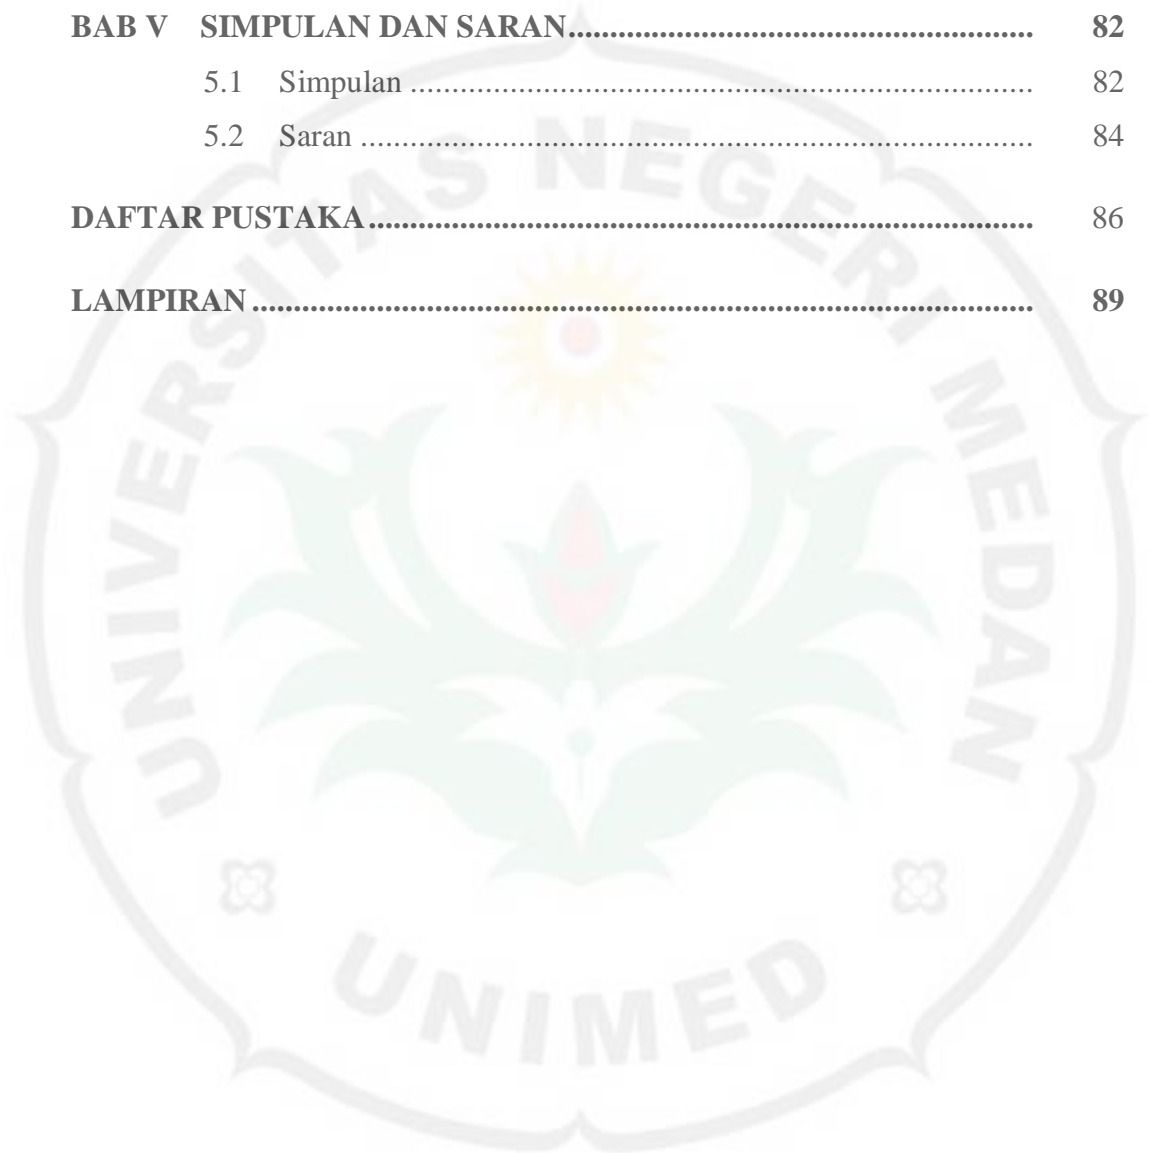 BAB V SIMPULAN DAN SARAN........................................................ 82
5.1 Simpulan ........................................................................... 82
5.2 Saran ................................................................................. 84
DAFTAR PUSTAKA................................................................................ 86
LAMPIRAN............................................................................................... 89
UNIVERSITAS NEGERI MEDAN
UNIMED